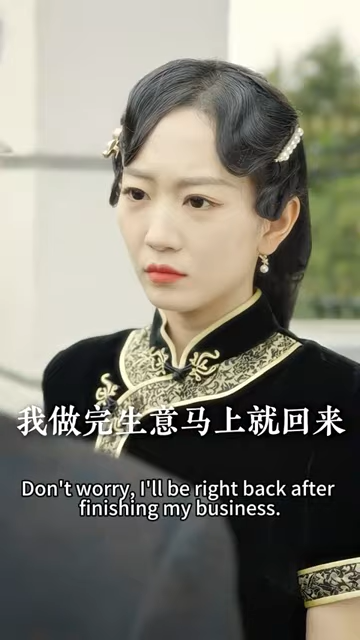 我做完生意马上就回来
Don't worry, I'll be right back after
finishing my business.